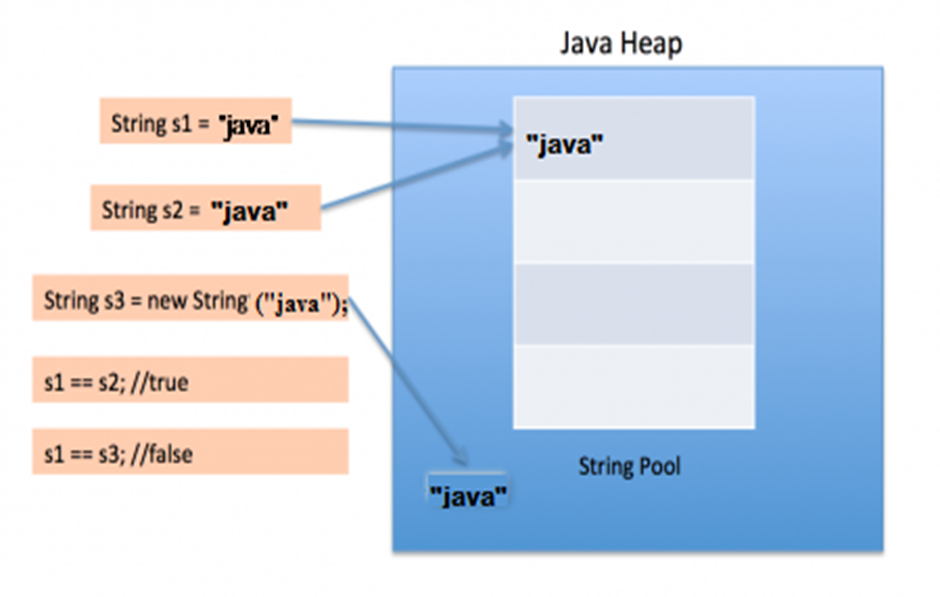 Java Heap
String s1 = "java"
"java"
String s2 = "java"
String s3 = new String ("java");
s1 == s2; //true
s1 == s3; //false
String Pool
"java"